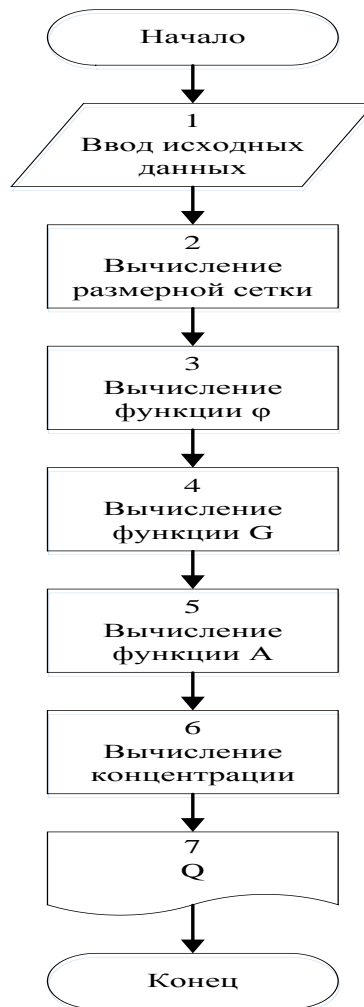 Начало
1
Ввод исходных
данных
2
Вычисление
размерной сетки
3
Вычисление
функции φ
4
Вычисление
функции G
5
Вычисление
функции А
6
Вычисление
концентрации
7
Q
Конец